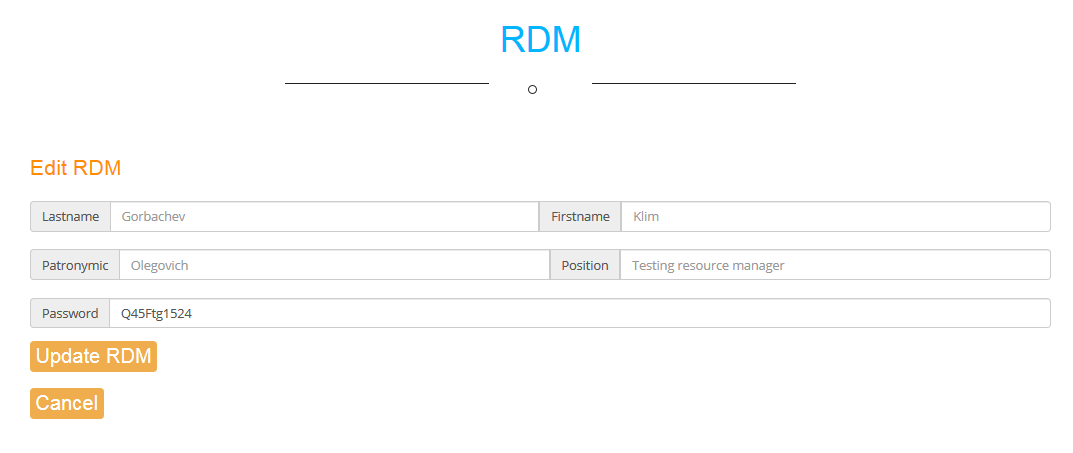 RDM
Edit RDM
Lastname Gorbachev Firstname Klim
Patronymic Olegovich Position Testing resource manager
Password Q45Ftg1524
Update RDM
Cancel